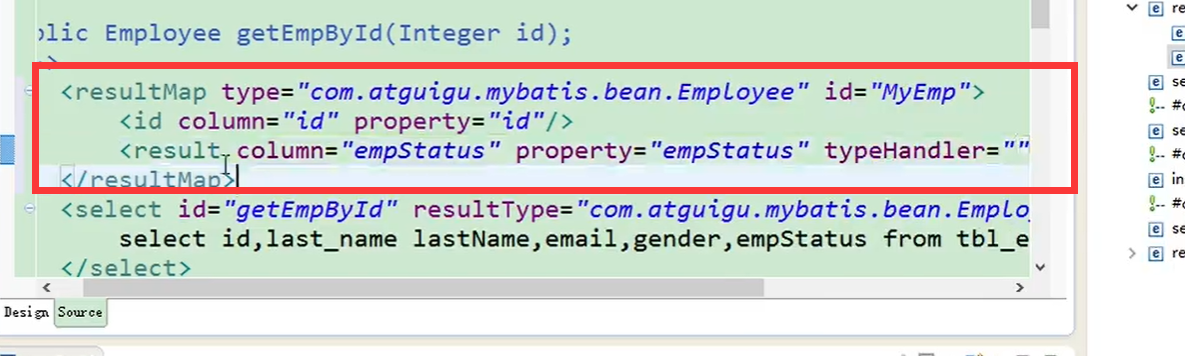 olic Employee getEmpById(Integer id);
>
<resultMap type="com.atguigu.mybatis.bean.Employee" id="MyEmp">
<id column="id" property="id"/>
<result column="empStatus" property="empStatus" typeHandler=""
</resultMap>
<select id="getEmpById" resultType="com.atguigu.mybatis.bean.Emplo
select id,last_name lastName,email,gender,empStatus from tbl_e
</select>
Design Source
e re
e
e
e se
!-- #c
e se
!-- #c
e in
!-- #c
e se
e re